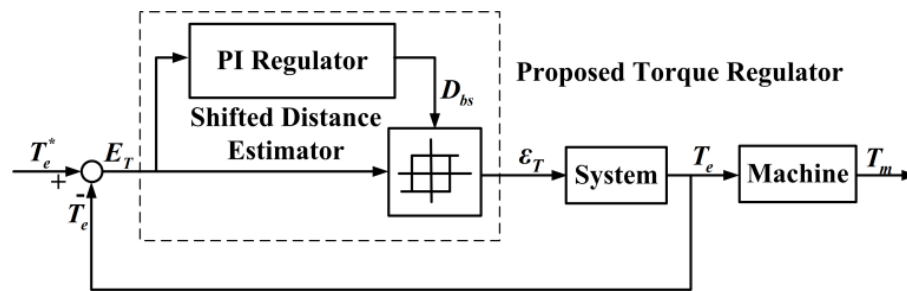 PI Regulator
Proposed Torque Regulator
D_bs
Shifted Distance
Estimator
T_e^*
E_T
+
-
T_e
ε_T
System
T_e
Machine
T_m